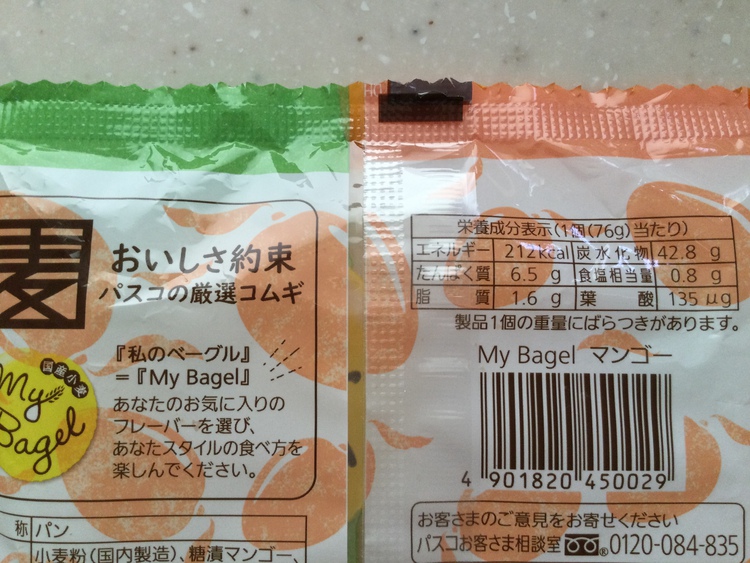 麦
おいしさ約束
パスコの厳選コムギ
『私のベーグル』
=『My Bagel』
あなたのお気に入りの
フレーバーを選び、
あなたスタイルの食べ方を
楽しんでください。
国産小麦
My
Bagel
称 パン
小麦粉(国内製造)、糖漬マンゴー、
栄養成分表示(1個(76g)当たり)
エネルギー 212kcal 炭水化物 42.8 g
たんぱく質 6.5 g 食塩相当量 0.8 g
脂質 1.6 g 葉酸 135 μg
製品1個の重量にばらつきがあります。
My Bagel マンゴー
4 901820 450029
お客さまのご意見をお寄せください
パスコお客さま相談室 0120-084-835